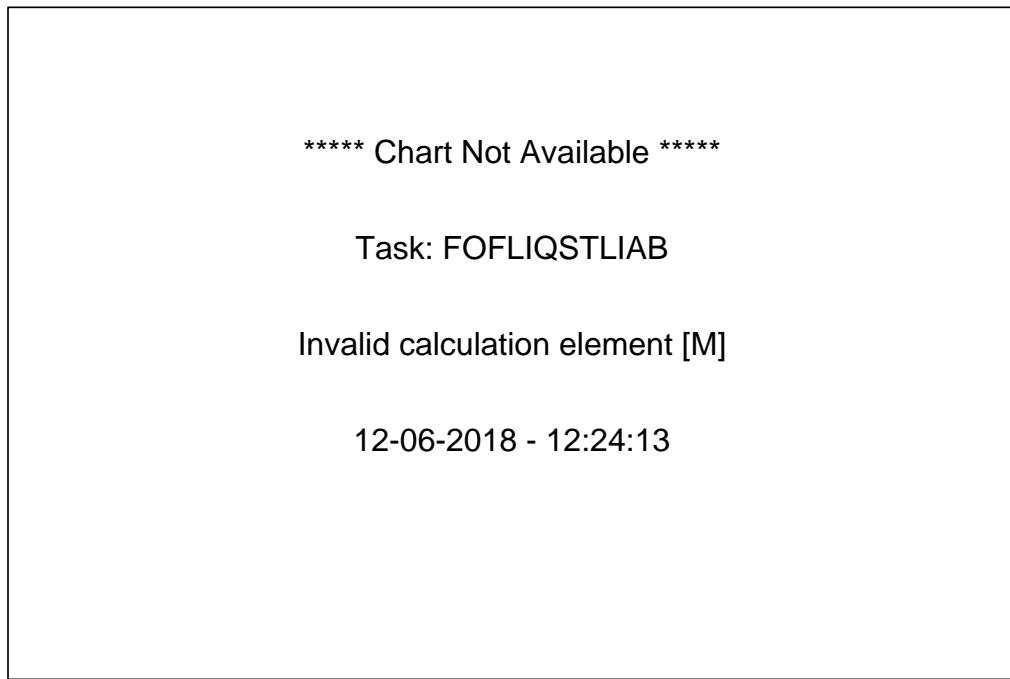 ***** Chart Not Available *****
Task: FOFLIQSTLIAB
Invalid calculation element [M]
12-06-2018 - 12:24:13